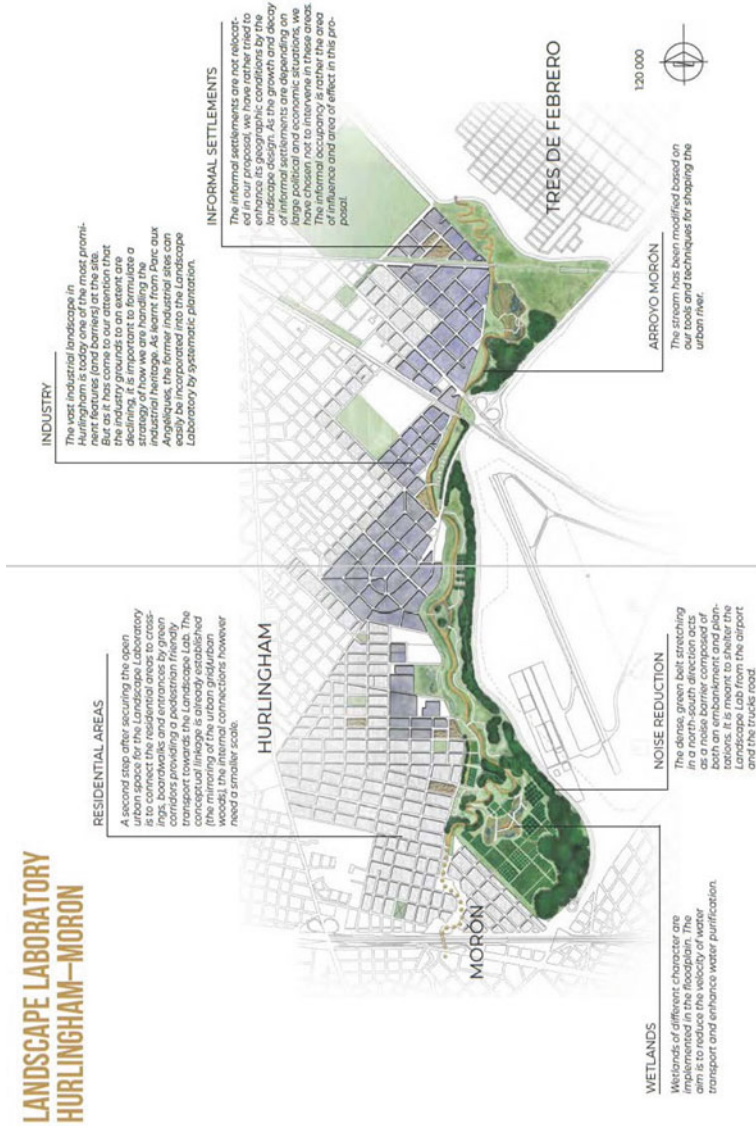 LANDSCAPE LABORATORY
HURLINGHAM–MORON
RESIDENTIAL AREAS
A second step after securing the open
urban space for the Landscape Laboratory
is to connect the residential areas to cross-
ings, boardwalks and entrances by green
corridors providing a pedestrian friendly
transport towards the Landscape Lab. The
conceptual linkage is already established
(the mirroring of the urban grid/urban
woods), the internal connections however
need a smaller scale.
INDUSTRY
The vast industrial landscape in
Hurlingham is today one of the most promi-
nent features (and barriers) at the site.
But as it has come to our attention that
the industry grounds to an extent are
declining, it is important to formulate a
strategy of how we are handling the
industrial heritage. As learnt from Parc aux
Angéliques, the former industrial sites can
easily be incorporated into the Landscape
Laboratory by systematic plantation.
INFORMAL SETTLEMENTS
The informal settlements are not relocat-
ed in our proposal, we have rather tried to
enhance its geographic conditions by the
landscape design. As the growth and decay
of informal settlements are depending on
large political and economic situations, we
have chosen not to intervene in these areas.
The informal occupancy is rather the area
of influence and area of effect in this pro-
posal.
HURLINGHAM
MORÓN
TRES DE FEBRERO
WETLANDS
Wetlands of different character are
implemented in the floodplain. The
aim is to reduce the velocity of water
transport and enhance water purification.
NOISE REDUCTION
The dense, green belt stretching
in a north-south direction acts
as a noise barrier composed of
both an embankment and plan-
tations. It is meant to shelter the
Landscape Lab from the airport
and the trucks road.
ARROYO MORÓN
The stream has been modified based on
our tools and techniques for shaping the
urban river.
1:20 000